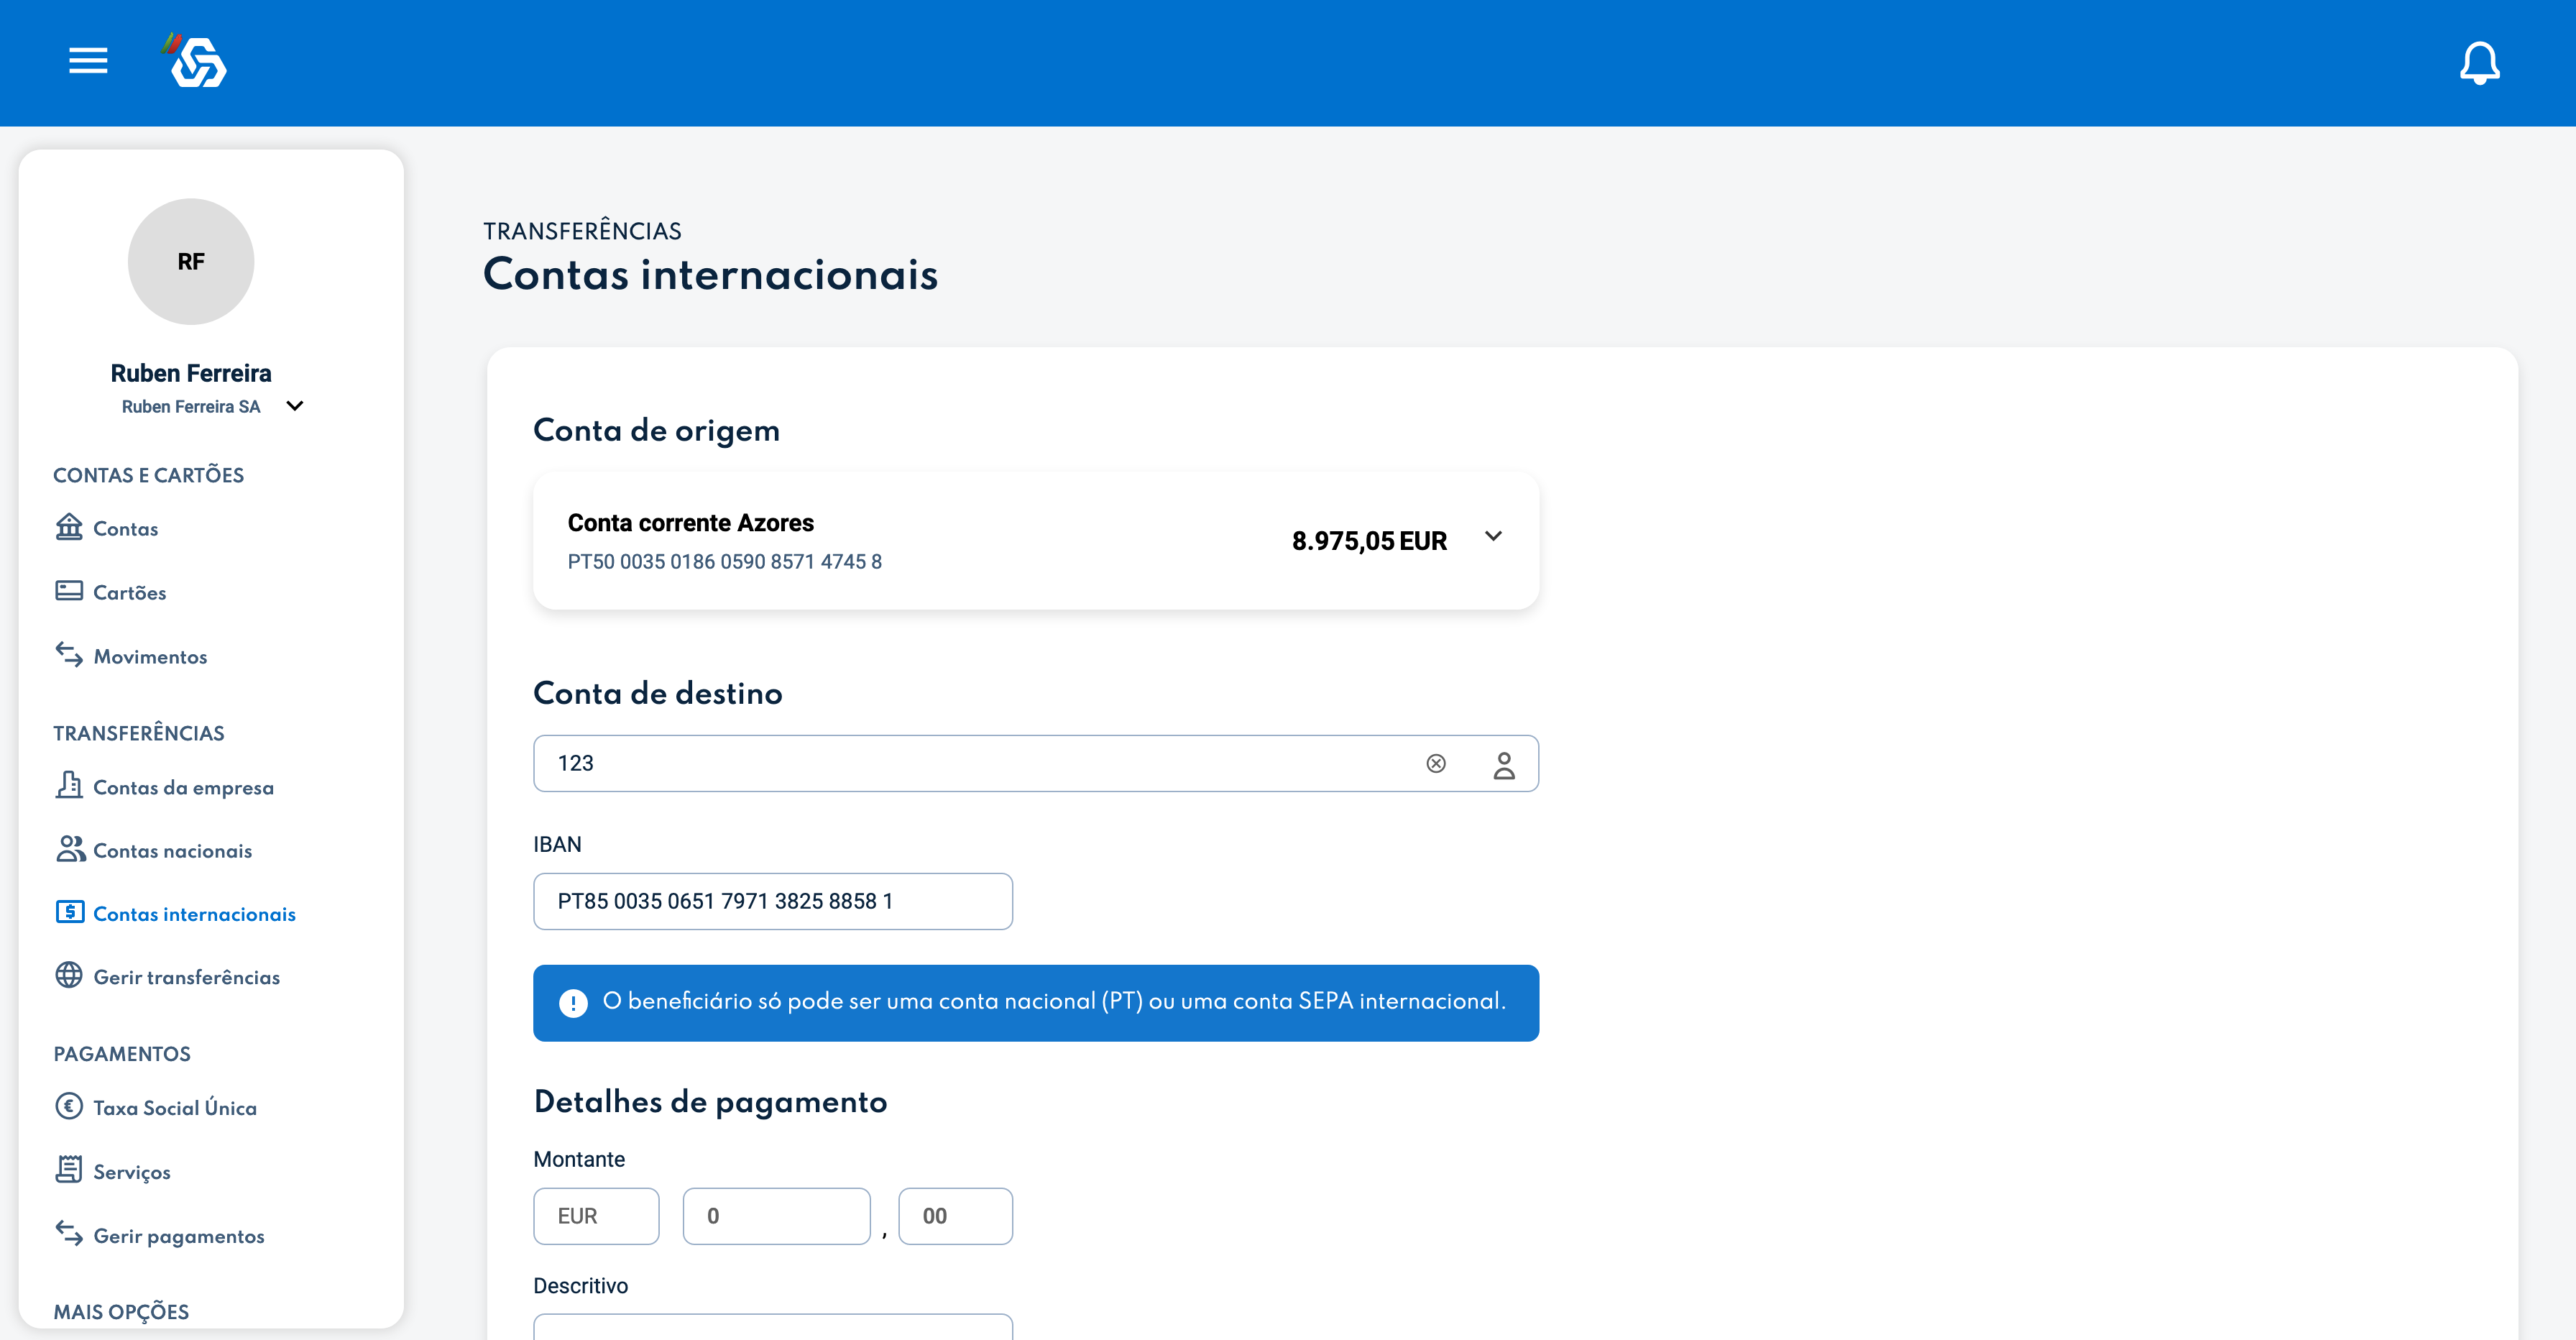 RF
Ruben Ferreira
Ruben Ferreira SA
CONTAS E CARTÕES
Contas
Cartões
Movimentos
TRANSFERÊNCIAS
Contas da empresa
Contas nacionais
Contas internacionais
Gerir transferências
PAGAMENTOS
Taxa Social Única
Serviços
Gerir pagamentos
MAIS OPÇÕES
TRANSFERÊNCIAS
Contas internacionais
Conta de origem
Conta corrente Azores
PT50 0035 0186 0590 8571 4745 8
8.975,05 EUR
Conta de destino
123
IBAN
PT85 0035 0651 7971 3825 8858 1
O beneficiário só pode ser uma conta nacional (PT) ou uma conta SEPA internacional.
Detalhes de pagamento
Montante
EUR 0 , 00
Descritivo